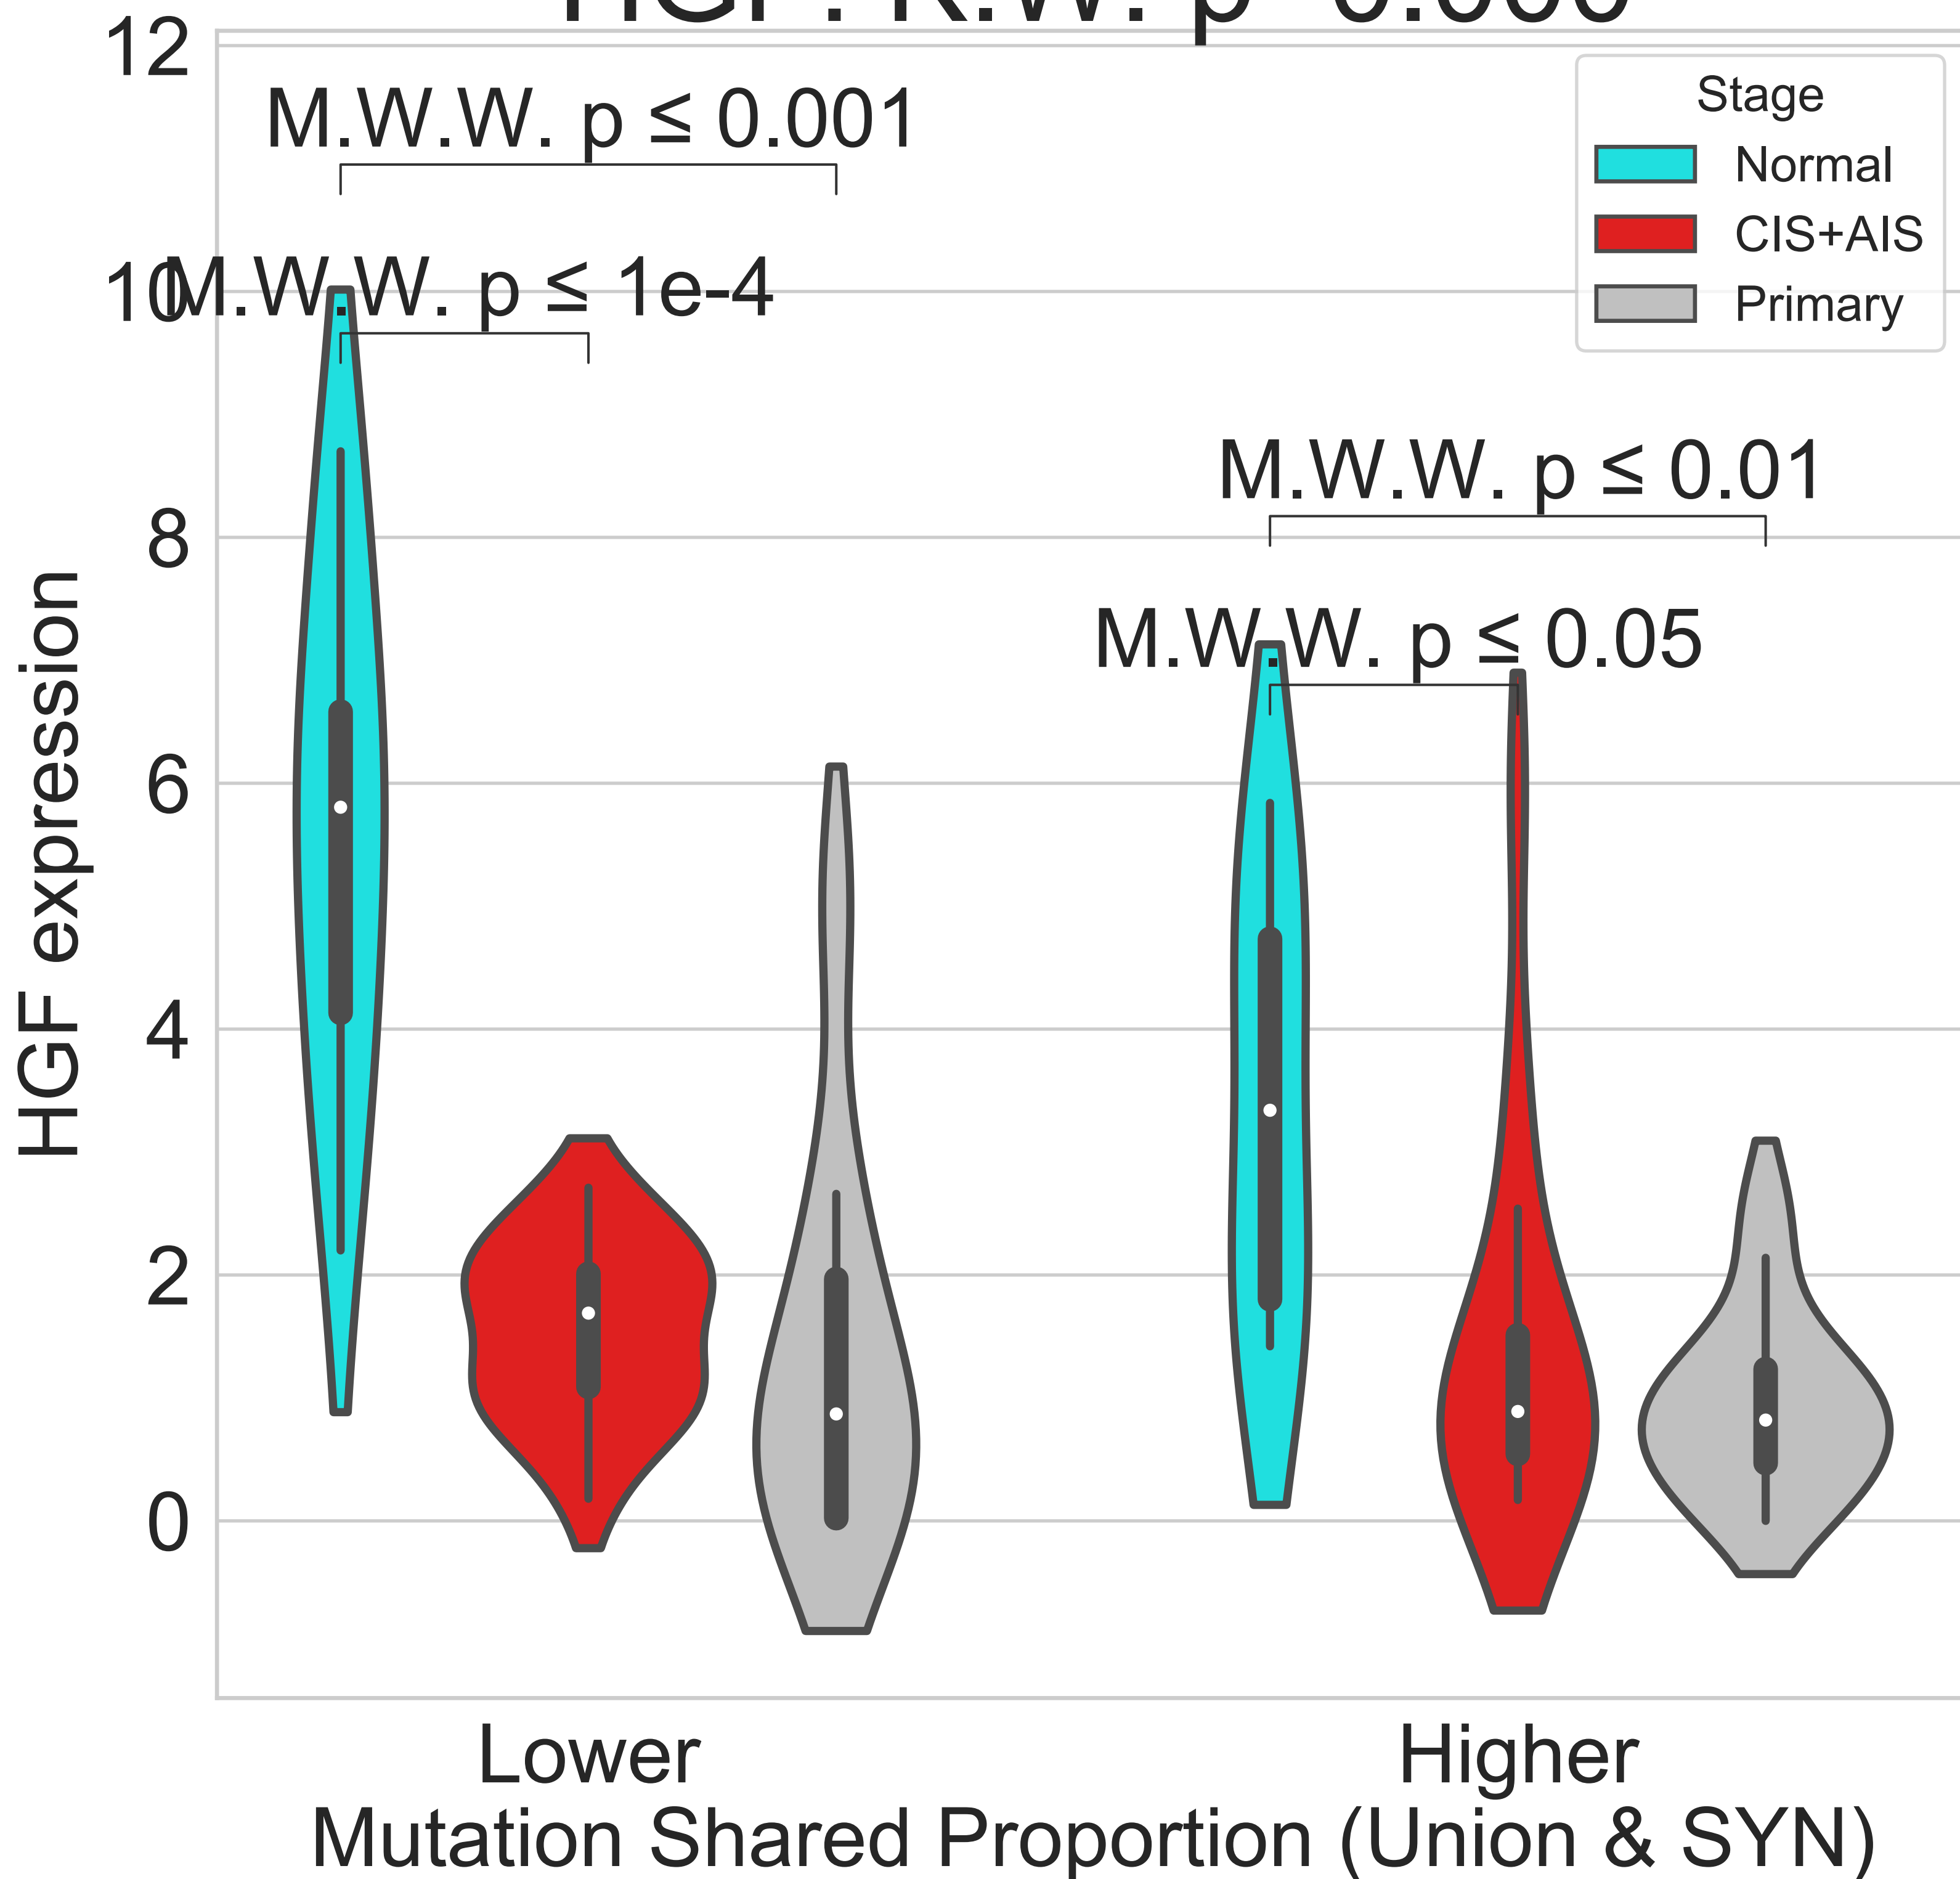 12
M.W.W. p ≤ 0.001
Stage
Normal
CIS+AIS
Primary
10
M.W.W. p ≤ 1e-4
M.W.W. p ≤ 0.01
8
M.W.W. p ≤ 0.05
6
4
2
0
HGF expression
Lower
Higher
Mutation Shared Proportion (Union & SYN)